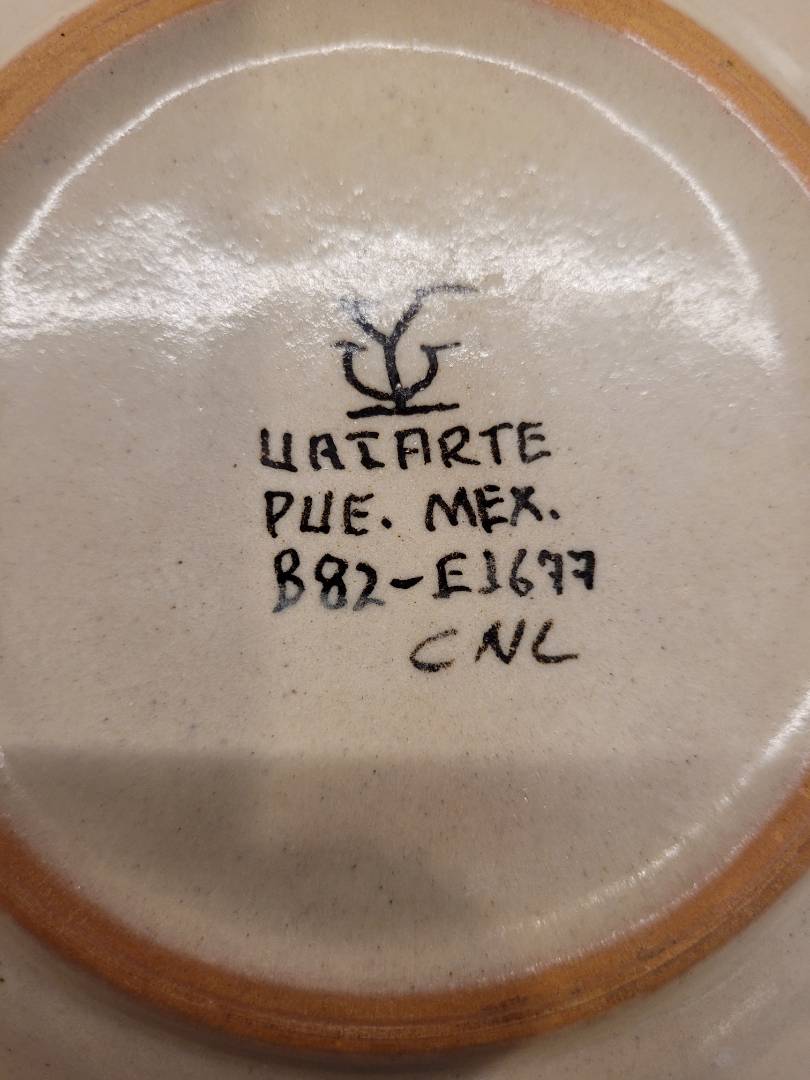 URIARTE
PUE. MEX.
B82-E1677
CNL